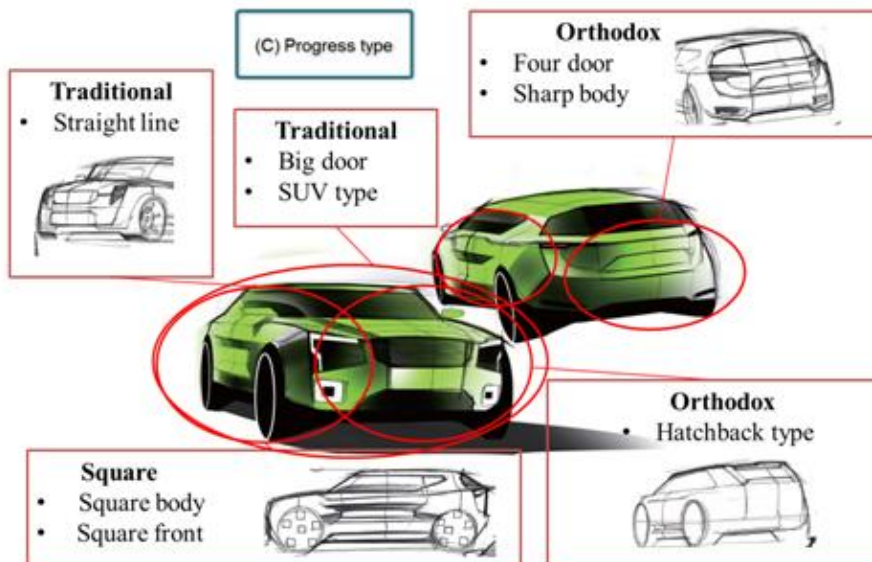 (C) Progress type
Orthodox
• Four door
• Sharp body
Traditional
• Straight line
Traditional
• Big door
• SUV type
Orthodox
• Hatchback type
Square
• Square body
• Square front